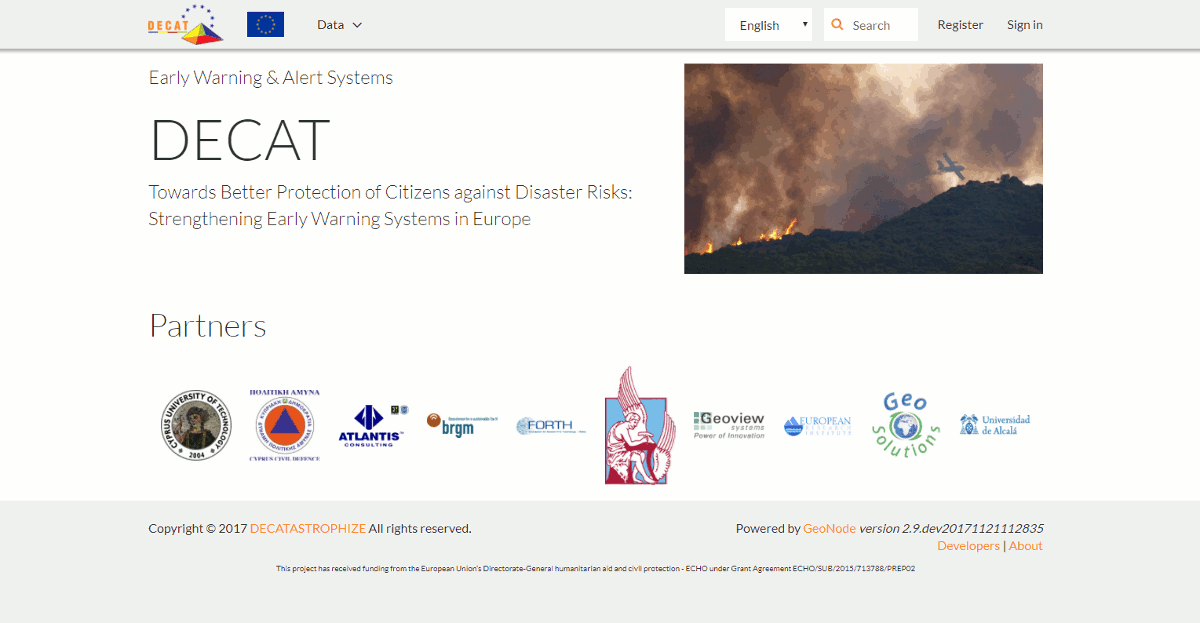 DECAT
Data
English
Search
Register
Sign in
Early Warning & Alert Systems
DECAT
Towards Better Protection of Citizens against Disaster Risks:
Strengthening Early Warning Systems in Europe
Partners
CYPRUS UNIVERSITY OF TECHNOLOGY
2004
ΠΟΛΙΤΙΚΗ ΑΜΥΝΑ
CYPRUS CIVIL DEFENCE
ATLANTIS™
CONSULTING
brgm
FORTH
Geoview
systems
Power of Innovation
EUROPEAN
Geo
Solutions
Universidad
de Alcalá
Copyright © 2017 DECATASTROPHIZE All rights reserved.
Powered by GeoNode version 2.9.dev20171121112835
Developers | About
This project has received funding from the European Union's Directorate-General humanitarian aid and civil protection - ECHO under Grant Agreement ECHO/SUB/2015/713788/PREP02